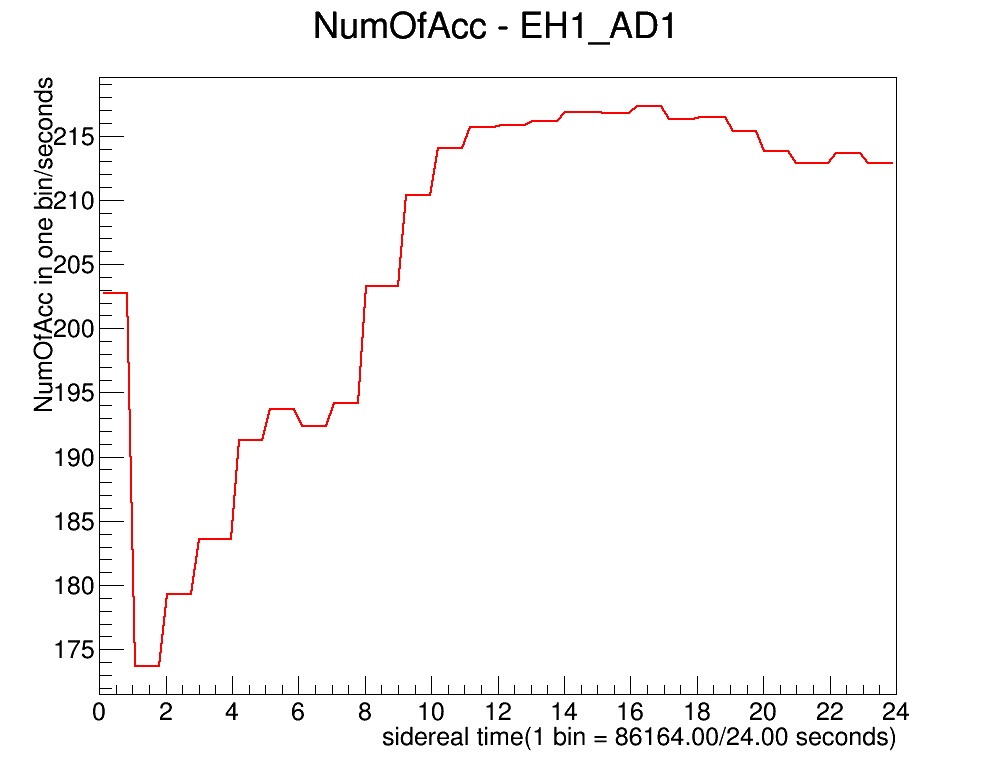 NumOfAcc - EH1_AD1
NumOfAcc in one bin/seconds
215
210
205
200
195
190
185
180
175
0 2 4 6 8 10 12 14 16 18 20 22 24
sidereal time(1 bin = 86164.00/24.00 seconds)